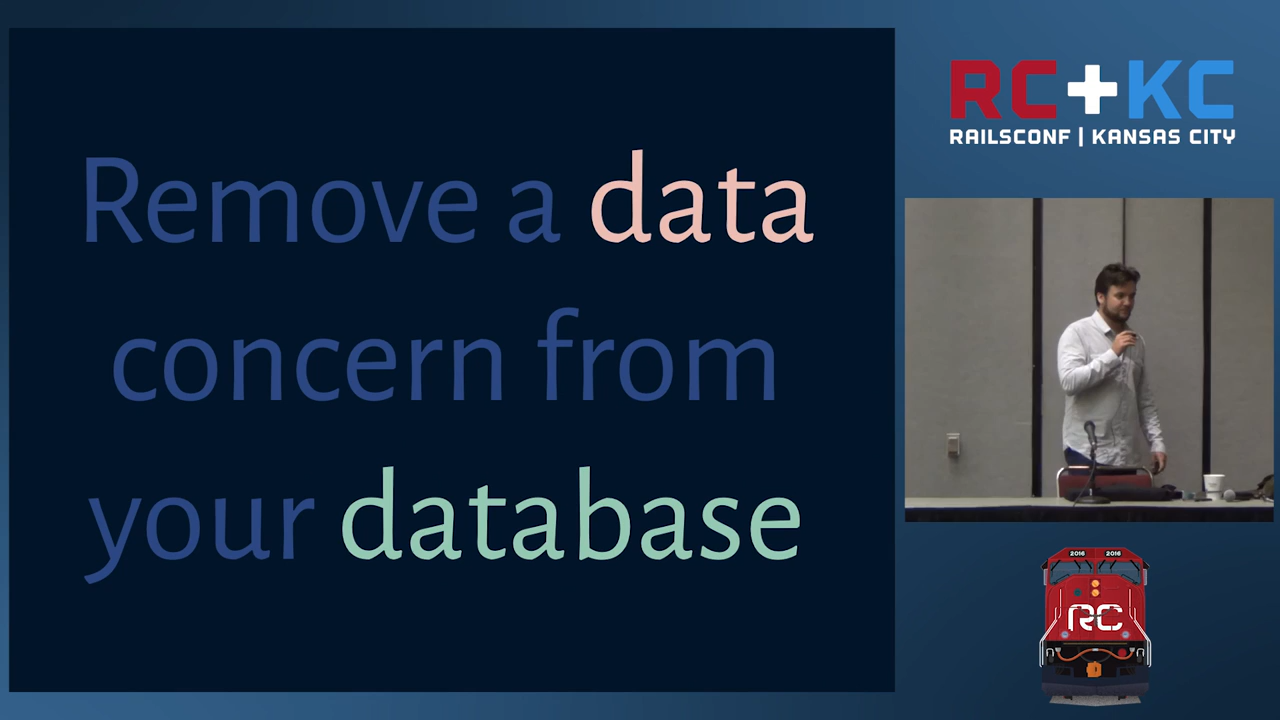 Remove a data
concern from
your database
RC+KC
RAILSCONF | KANSAS CITY
2016 2016
RC